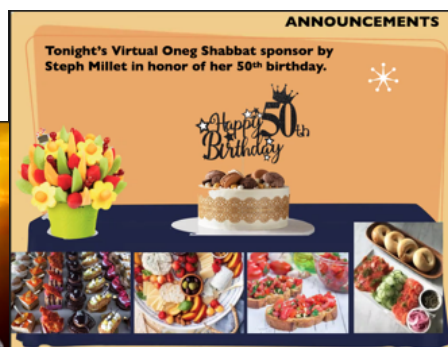 ANNOUNCEMENTS
Tonight's Virtual Oneg Shabbat sponsor by
Steph Millet in honor of her 50th birthday.
Happy 50th
Birthday